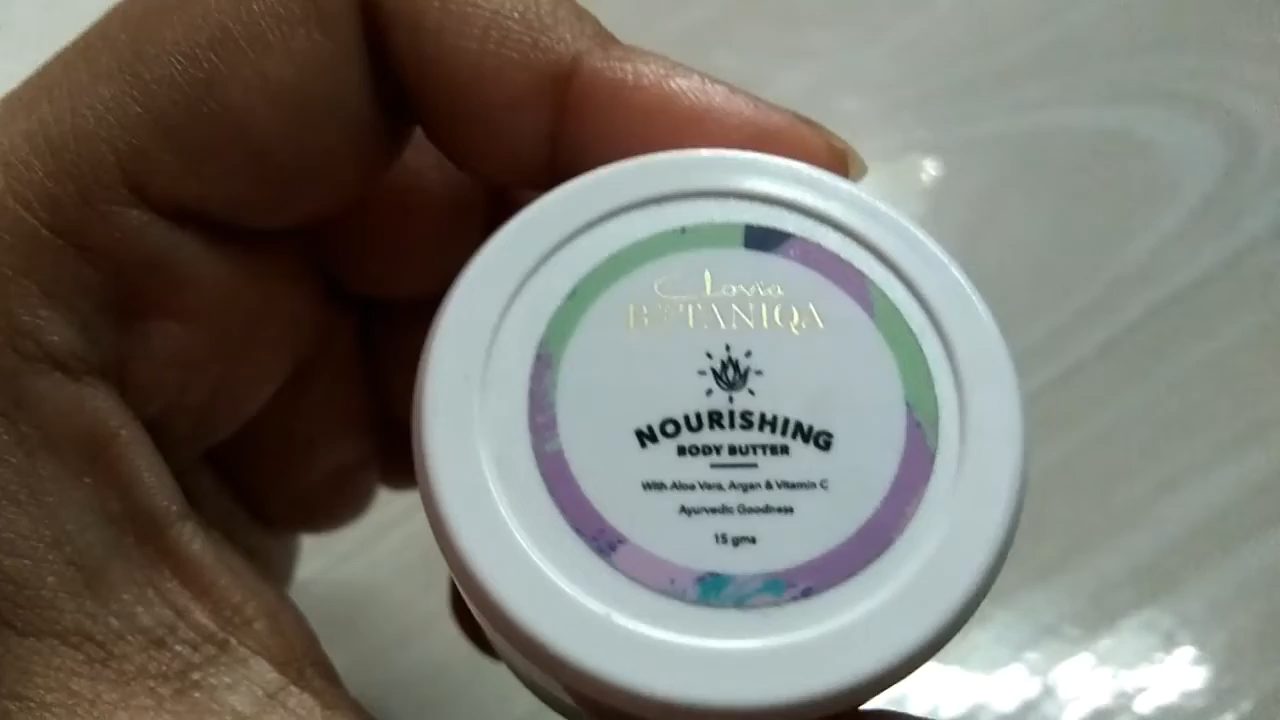 Clovia
BOTANIQA
NOURISHING
BODY BUTTER
With Aloe Vera, Argan & Vitamin C
Ayurvedic Goodness
15 gms